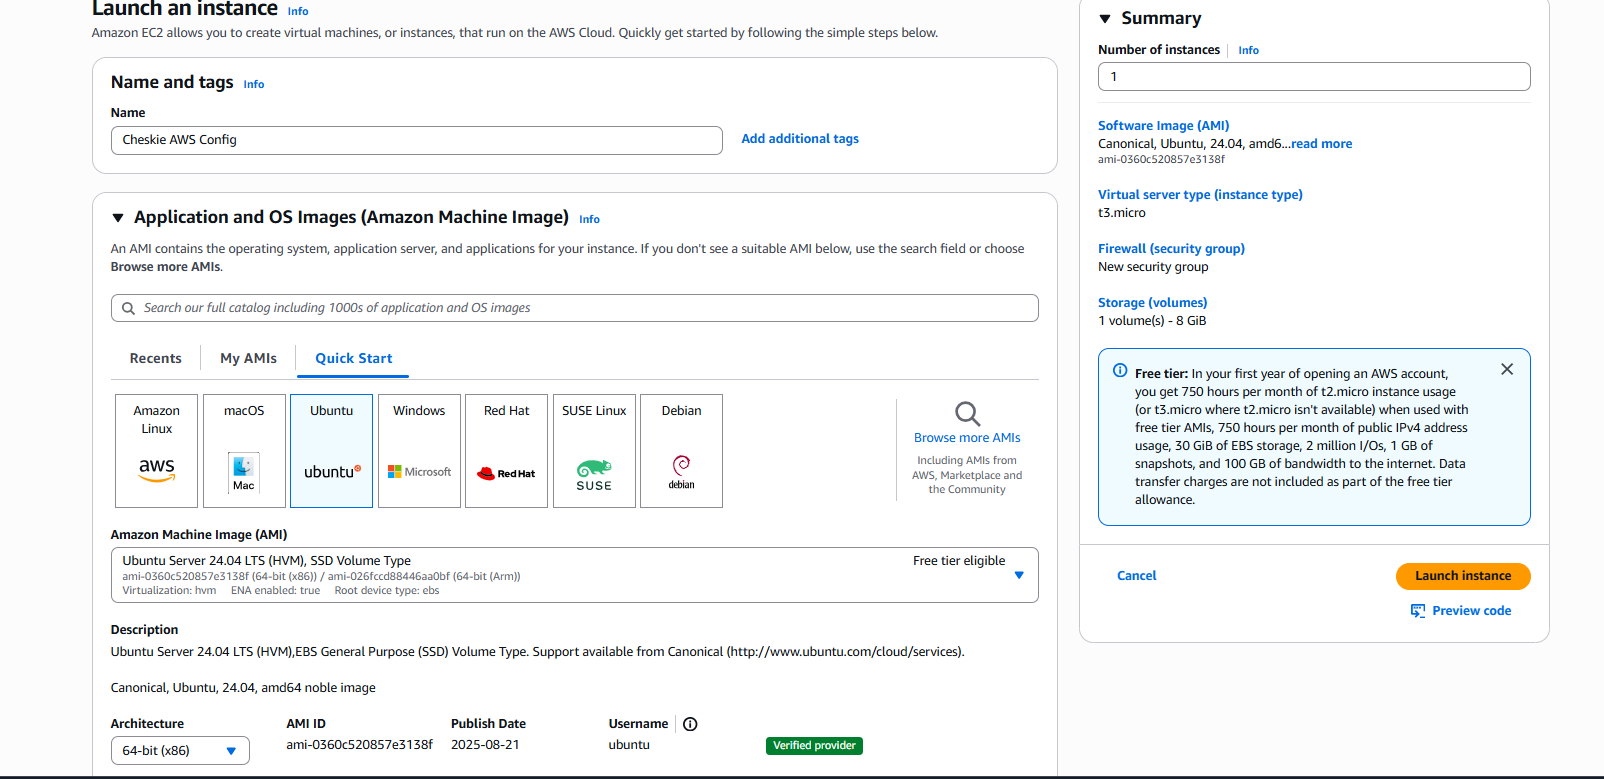 Launch an instance Info
Amazon EC2 allows you to create virtual machines, or instances, that run on the AWS Cloud. Quickly get started by following the simple steps below.
Name and tags Info
Name
Cheskie AWS Config
Add additional tags
Application and OS Images (Amazon Machine Image) Info
An AMI contains the operating system, application server, and applications for your instance. If you don't see a suitable AMI below, use the search field or choose
Browse more AMIs.
Search our full catalog including 1000s of application and OS images
Recents
My AMIs
Quick Start
Amazon
Linux
aws
macOS
Mac
Ubuntu
ubuntu
Windows
Microsoft
Red Hat
Red Hat
SUSE Linux
SUSE
Debian
debian
Browse more AMIs
Including AMIs from
AWS, Marketplace and
the Community
Amazon Machine Image (AMI)
Ubuntu Server 24.04 LTS (HVM), SSD Volume Type
Free tier eligible
ami-0360c520857e3138f (64-bit (x86)) / ami-026fccd88446aa0bf (64-bit (Arm))
Virtualization: hvm ENA enabled: true Root device type: ebs
Description
Ubuntu Server 24.04 LTS (HVM),EBS General Purpose (SSD) Volume Type. Support available from Canonical (http://www.ubuntu.com/cloud/services).
Canonical, Ubuntu, 24.04, amd64 noble image
Architecture
64-bit (x86)
AMI ID
ami-0360c520857e3138f
Publish Date
2025-08-21
Username
ubuntu
Verified provider
Summary
Number of instances Info
1
Software Image (AMI)
Canonical, Ubuntu, 24.04, amd6...read more
ami-0360c520857e3138f
Virtual server type (instance type)
t3.micro
Firewall (security group)
New security group
Storage (volumes)
1 volume(s) - 8 GiB
Free tier: In your first year of opening an AWS account,
you get 750 hours per month of t2.micro instance usage
(or t3.micro where t2.micro isn't available) when used with
free tier AMIs, 750 hours per month of public IPv4 address
usage, 30 GiB of EBS storage, 2 million I/Os, 1 GB of
snapshots, and 100 GB of bandwidth to the internet. Data
transfer charges are not included as part of the free tier
allowance.
Cancel
Launch instance
Preview code